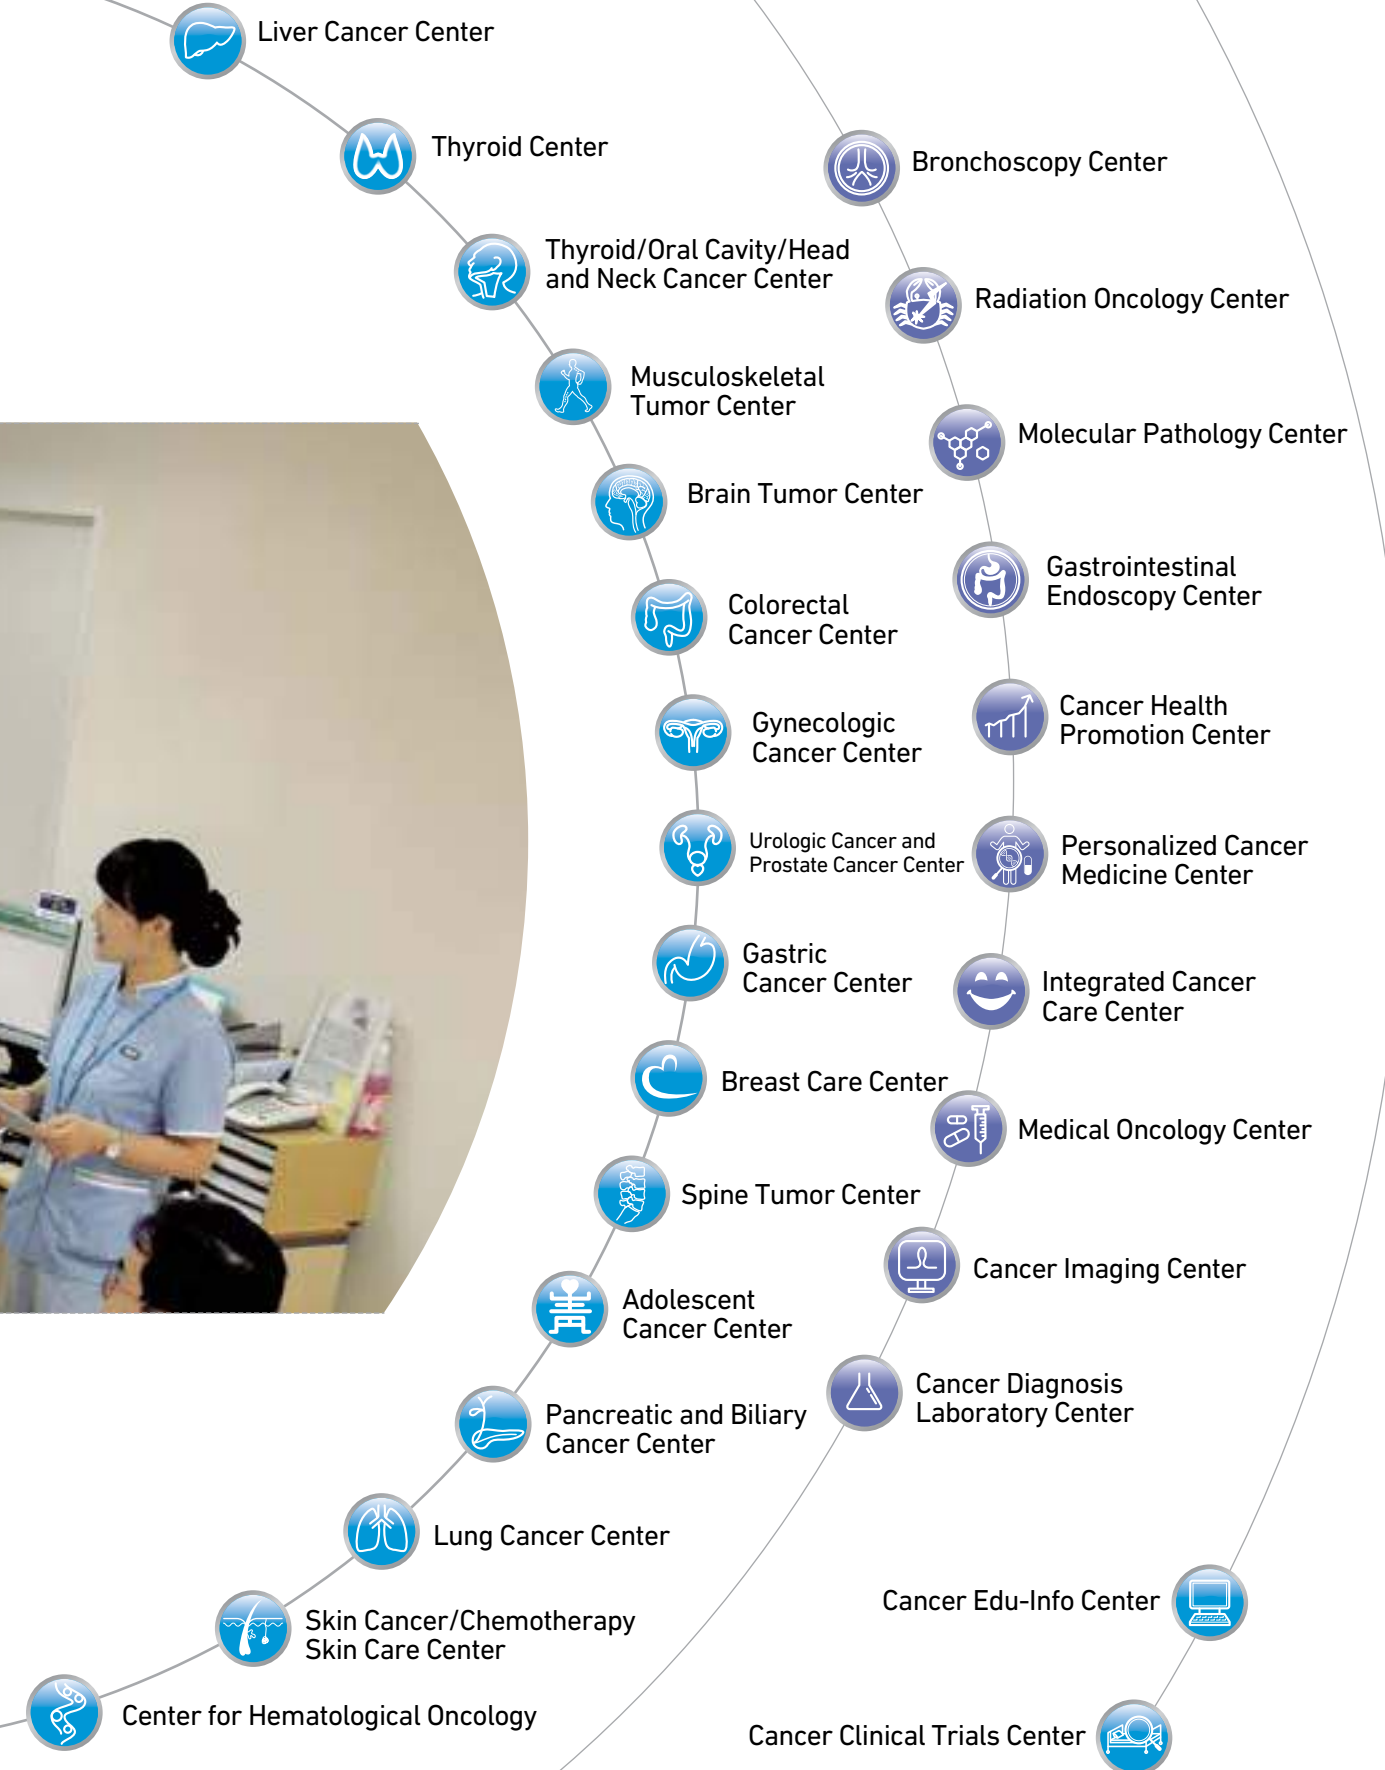 Liver Cancer Center
Thyroid Center
Thyroid/Oral Cavity/Head
and Neck Cancer Center
Musculoskeletal
Tumor Center
Brain Tumor Center
Colorectal
Cancer Center
Gynecologic
Cancer Center
Urologic Cancer and
Prostate Cancer Center
Gastric
Cancer Center
Breast Care Center
Spine Tumor Center
Adolescent
Cancer Center
Pancreatic and Biliary
Cancer Center
Lung Cancer Center
Skin Cancer/Chemotherapy
Skin Care Center
Center for Hematological Oncology
Bronchoscopy Center
Radiation Oncology Center
Molecular Pathology Center
Gastrointestinal
Endoscopy Center
Cancer Health
Promotion Center
Personalized Cancer
Medicine Center
Integrated Cancer
Care Center
Medical Oncology Center
Cancer Imaging Center
Cancer Diagnosis
Laboratory Center
Cancer Edu-Info Center
Cancer Clinical Trials Center